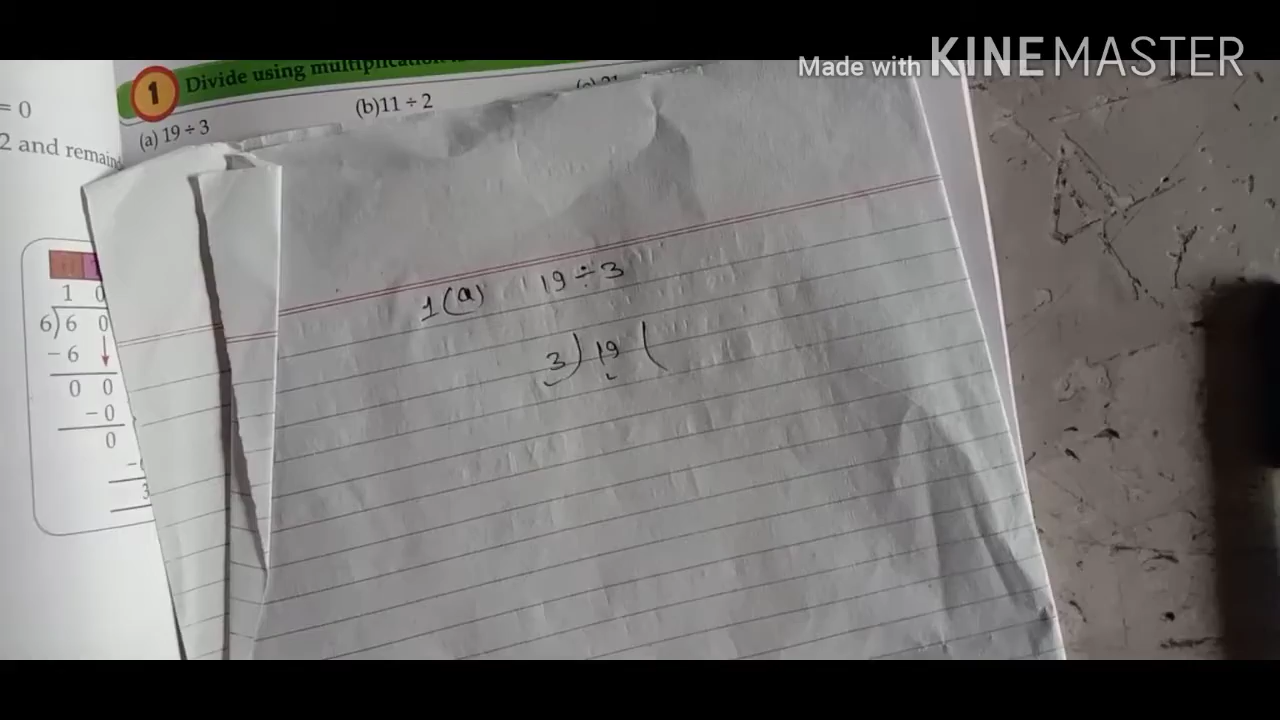 Made with KINEMASTER
1 Divide using multiplication
(a) 19 ÷ 3
(b) 11 ÷ 2
= 0
2 and remain
1 0
6) 6 0
− 6
0 0
− 0
0
3
1 (a) 19 ÷ 3
3) 19 (